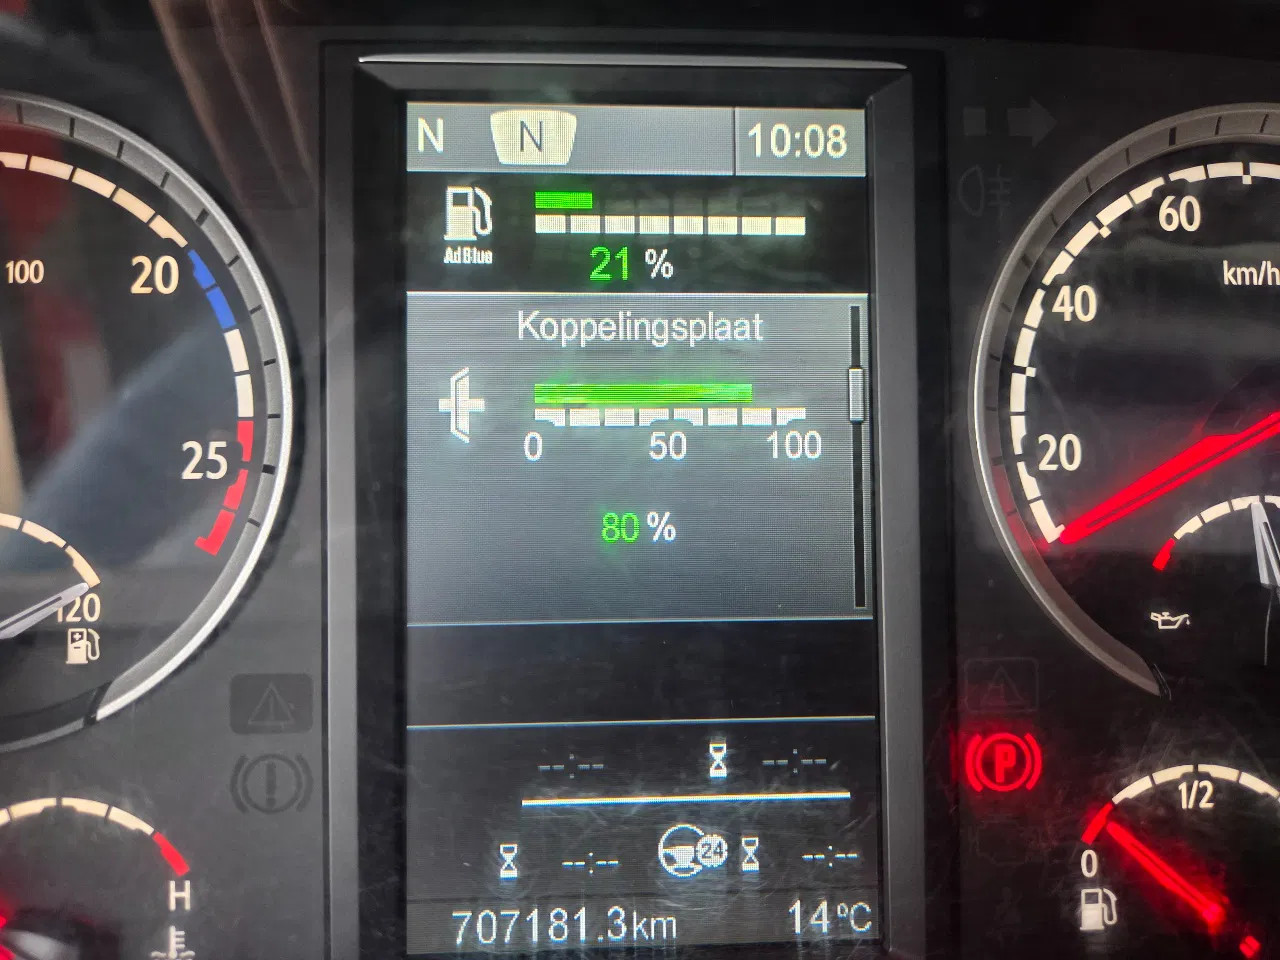 N N 10:08
AdBlue
21 %
Koppelingsplaat
0 50 100
80 %
--:-- --:--
--:-- 24 --:--
707181.3km 14ºC
100
20
25
120
H
60
km/h
40
20
P
1/2
0